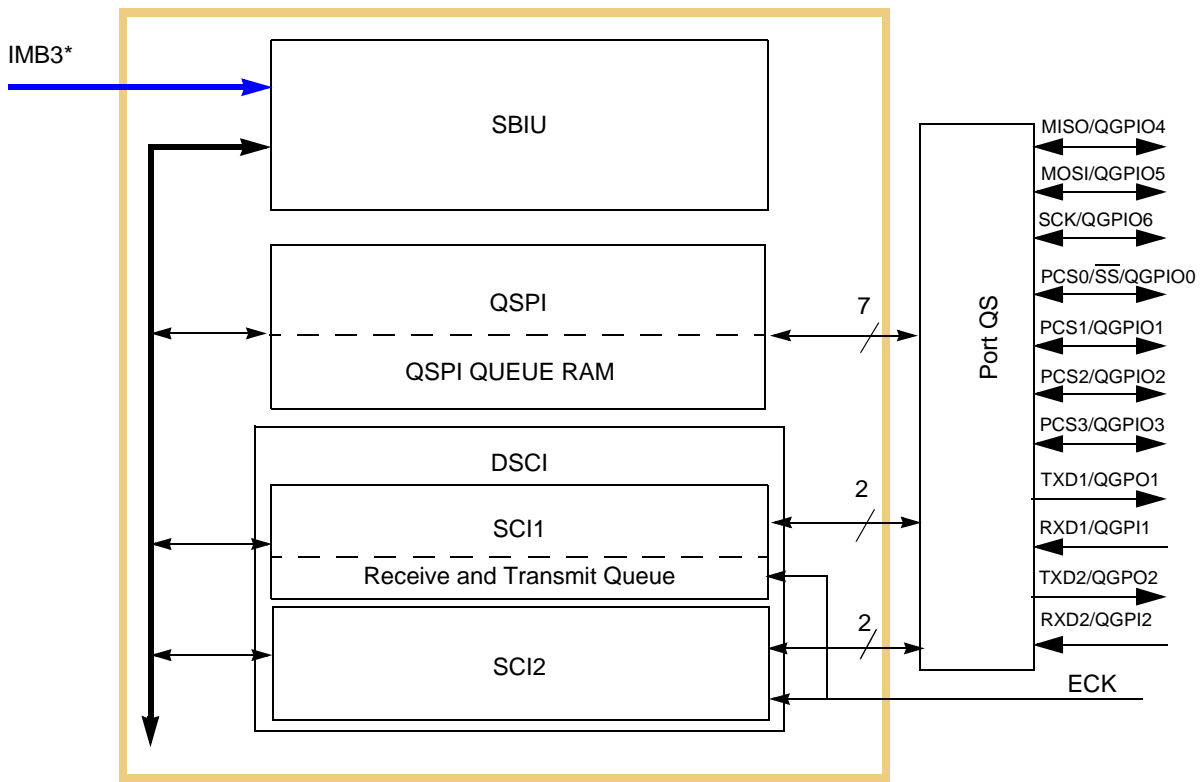 IMB3*
SBIU
QSPI
QSPI QUEUE RAM
7
DSCI
SCI1
Receive and Transmit Queue
2
SCI2
2
Port QS
MISO/QGPIO4
MOSI/QGPIO5
SCK/QGPIO6
PCS0/S̅S̅/QGPIO0
PCS1/QGPIO1
PCS2/QGPIO2
PCS3/QGPIO3
TXD1/QGPO1
RXD1/QGPI1
TXD2/QGPO2
RXD2/QGPI2
ECK